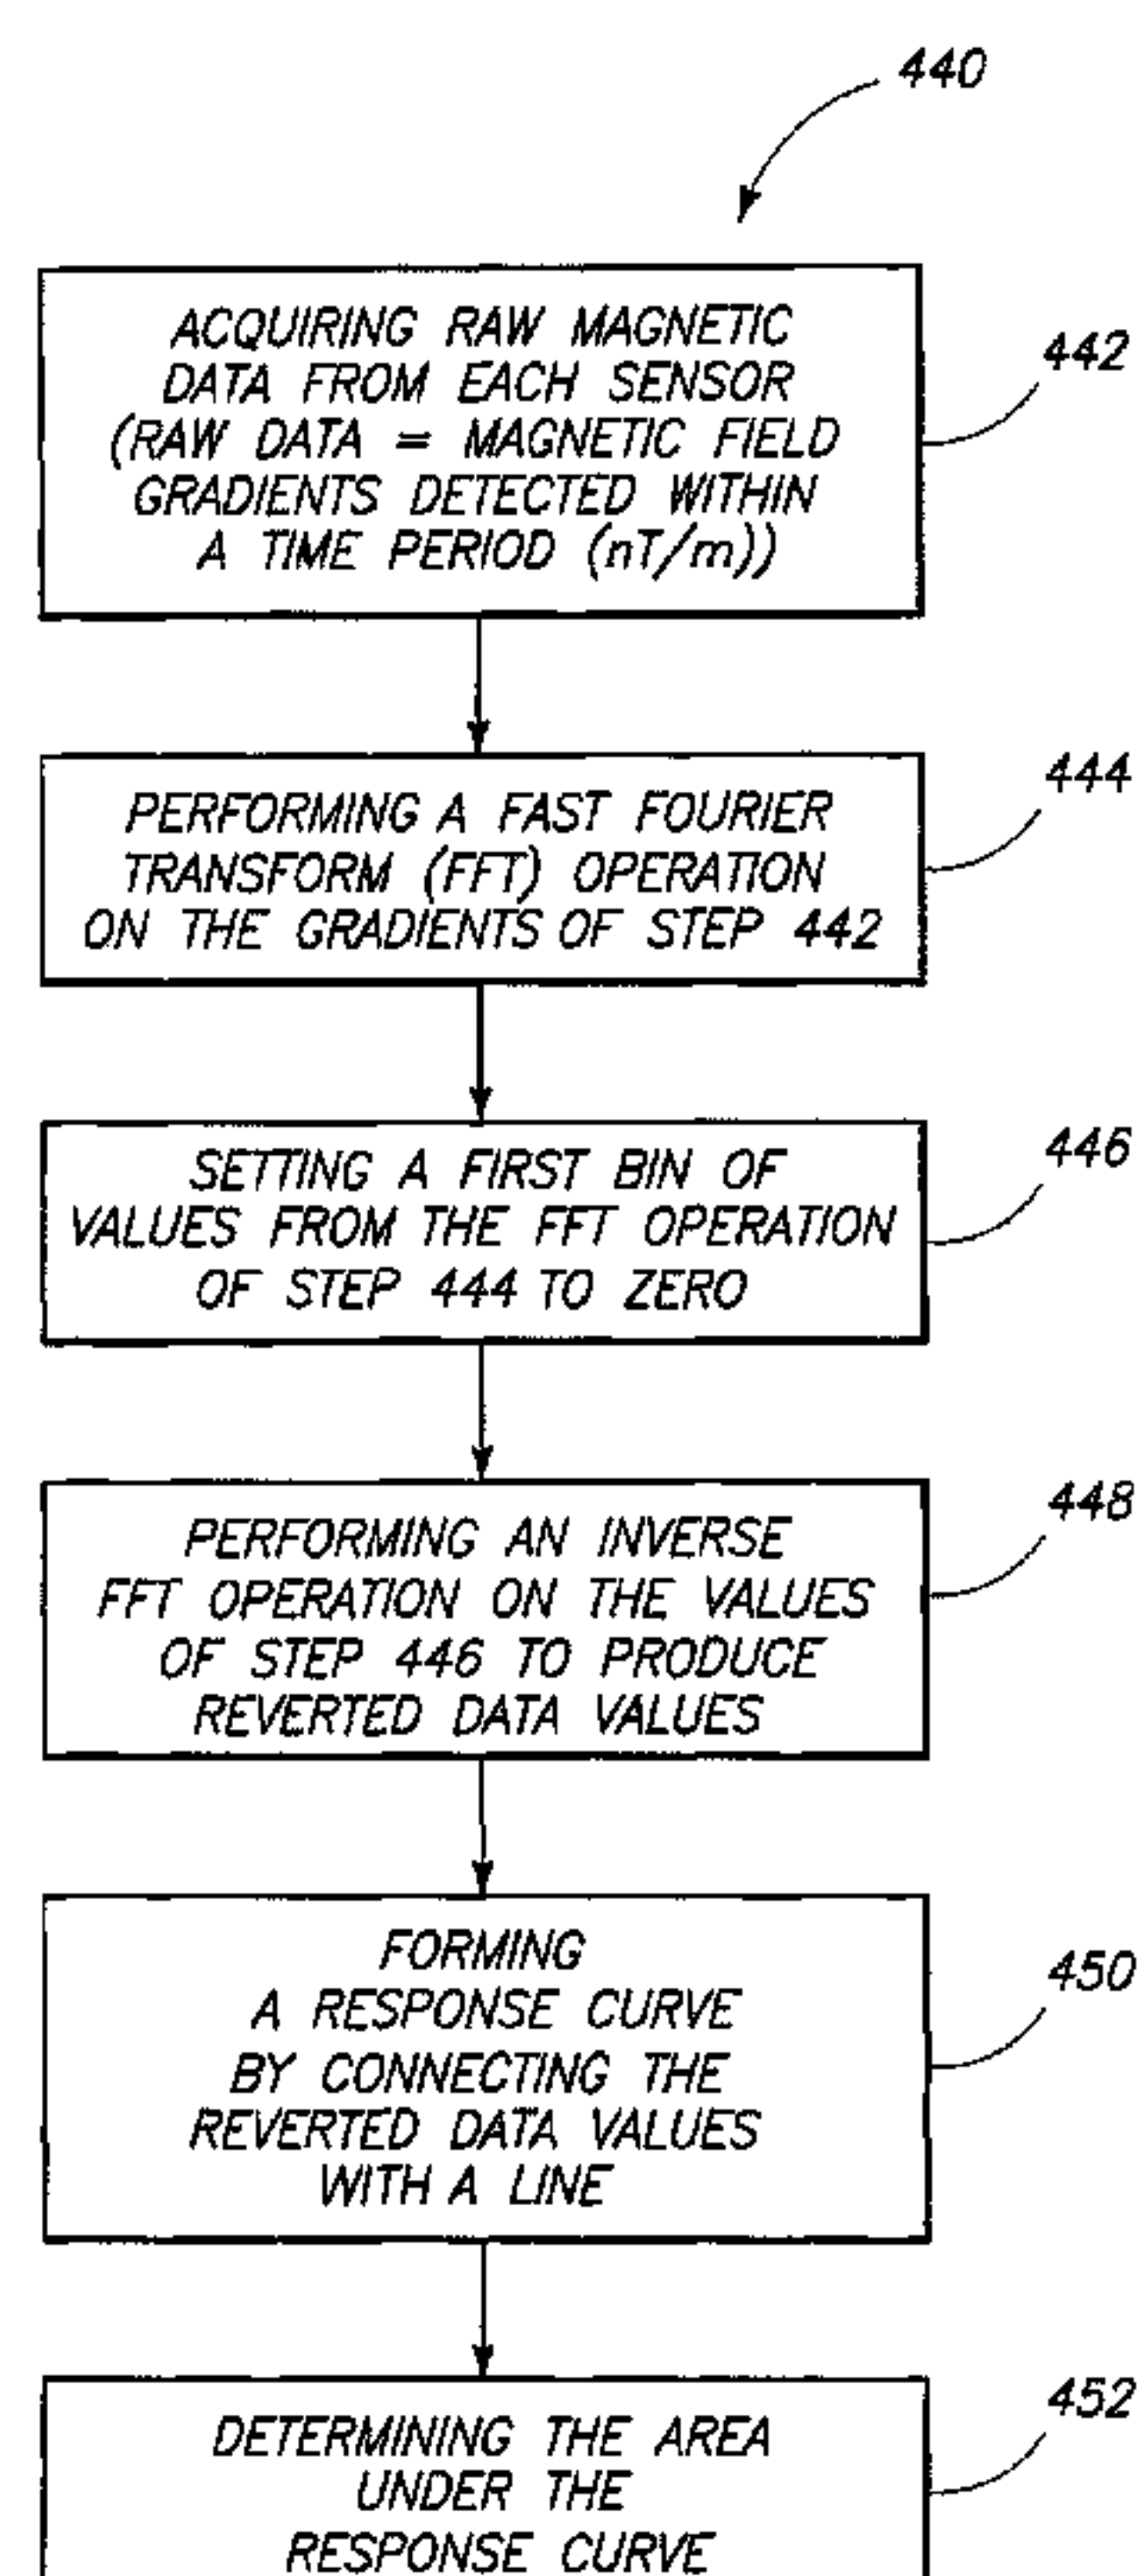 440
ACQUIRING RAW MAGNETIC
DATA FROM EACH SENSOR
(RAW DATA = MAGNETIC FIELD
GRADIENTS DETECTED WITHIN
A TIME PERIOD (nT/m))
442
PERFORMING A FAST FOURIER
TRANSFORM (FFT) OPERATION
ON THE GRADIENTS OF STEP 442
444
SETTING A FIRST BIN OF
VALUES FROM THE FFT OPERATION
OF STEP 444 TO ZERO
446
PERFORMING AN INVERSE
FFT OPERATION ON THE VALUES
OF STEP 446 TO PRODUCE
REVERTED DATA VALUES
448
FORMING
A RESPONSE CURVE
BY CONNECTING THE
REVERTED DATA VALUES
WITH A LINE
450
DETERMINING THE AREA
UNDER THE
RESPONSE CURVE
452